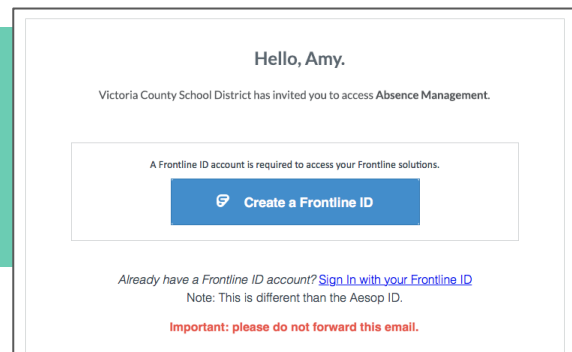 Hello, Amy.
Victoria County School District has invited you to access Absence Management.
A Frontline ID account is required to access your Frontline solutions.
Create a Frontline ID
Already have a Frontline ID account? Sign In with your Frontline ID
Note: This is different than the Aesop ID.
Important: please do not forward this email.